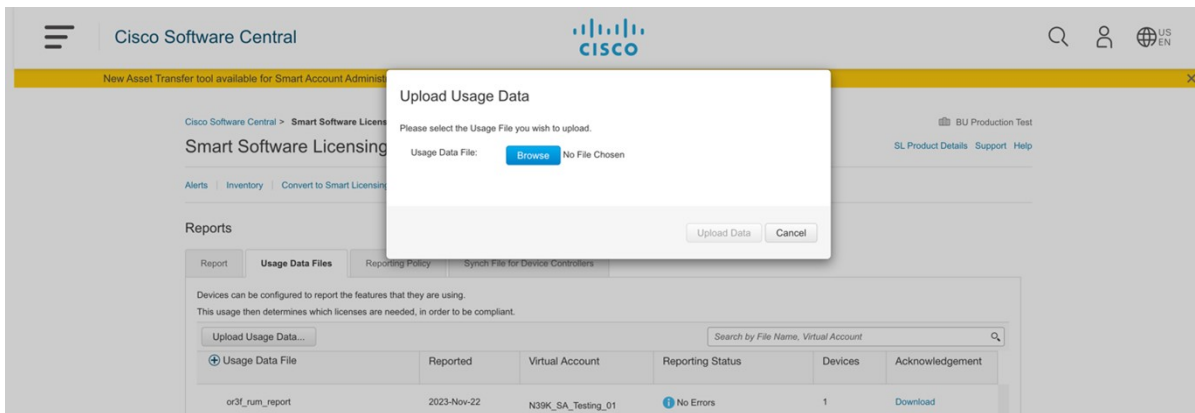 Cisco Software Central
CISCO
US
EN
New Asset Transfer tool available for Smart Account Administ
Cisco Software Central > Smart Software Licens
BU Production Test
Smart Software Licensing
SL Product Details Support Help
Alerts | Inventory | Convert to Smart Licensing
Upload Usage Data
Please select the Usage File you wish to upload.
Usage Data File: Browse No File Chosen
Upload Data Cancel
Reports
Report Usage Data Files Reporting Policy Synch File for Device Controllers
Devices can be configured to report the features that they are using.
This usage then determines which licenses are needed, in order to be compliant.
Upload Usage Data... Search by File Name, Virtual Account
Usage Data File Reported Virtual Account Reporting Status Devices Acknowledgement
or3f_rum_report 2023-Nov-22 N39K_SA_Testing_01 No Errors 1 Download